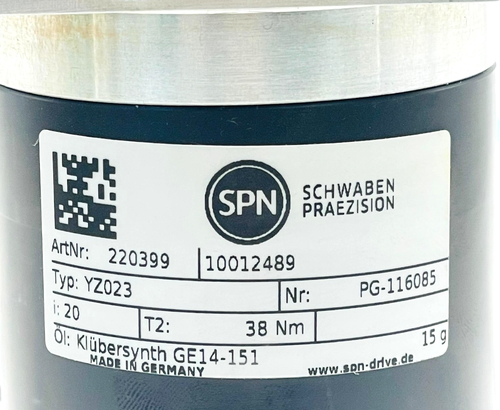 SPN SCHWABEN
PRAEZISION
ArtNr: 220399 10012489
Typ: YZ023 Nr: PG-116085
i: 20 T2: 38 Nm
Öl: Klübersynth GE14-151 15 g
MADE IN GERMANY www.spn-drive.de